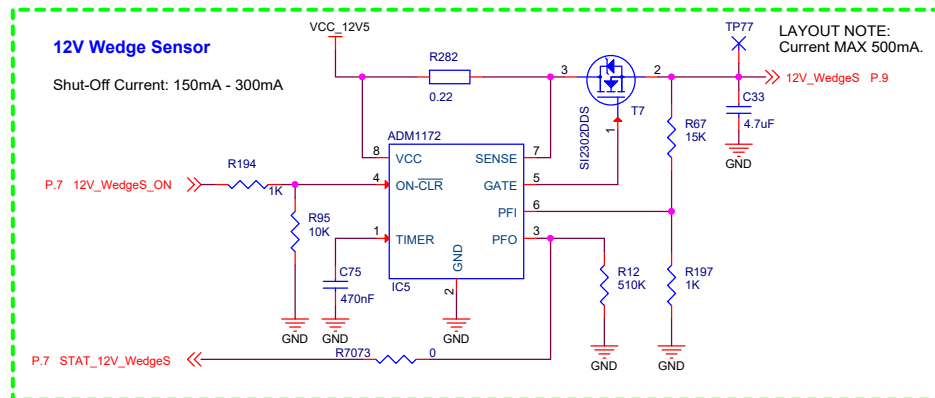 12V Wedge Sensor
Shut-Off Current: 150mA - 300mA
VCC_12V5
R282
0.22
3
2
1
T7
SI2302DDS
TP77
LAYOUT NOTE:
Current MAX 500mA.
12V_WedgeS P.9
C33
4.7uF
GND
R67
15K
ADM1172
8 VCC
SENSE 7
4 ON-CLR
GATE 5
PFI 6
1 TIMER
PFO 3
GND
2
IC5
GND
P.7 12V_WedgeS_ON
R194
1K
R95
10K
GND
C75
470nF
GND
R12
510K
GND
R197
1K
GND
P.7 STAT_12V_WedgeS
R7073
0